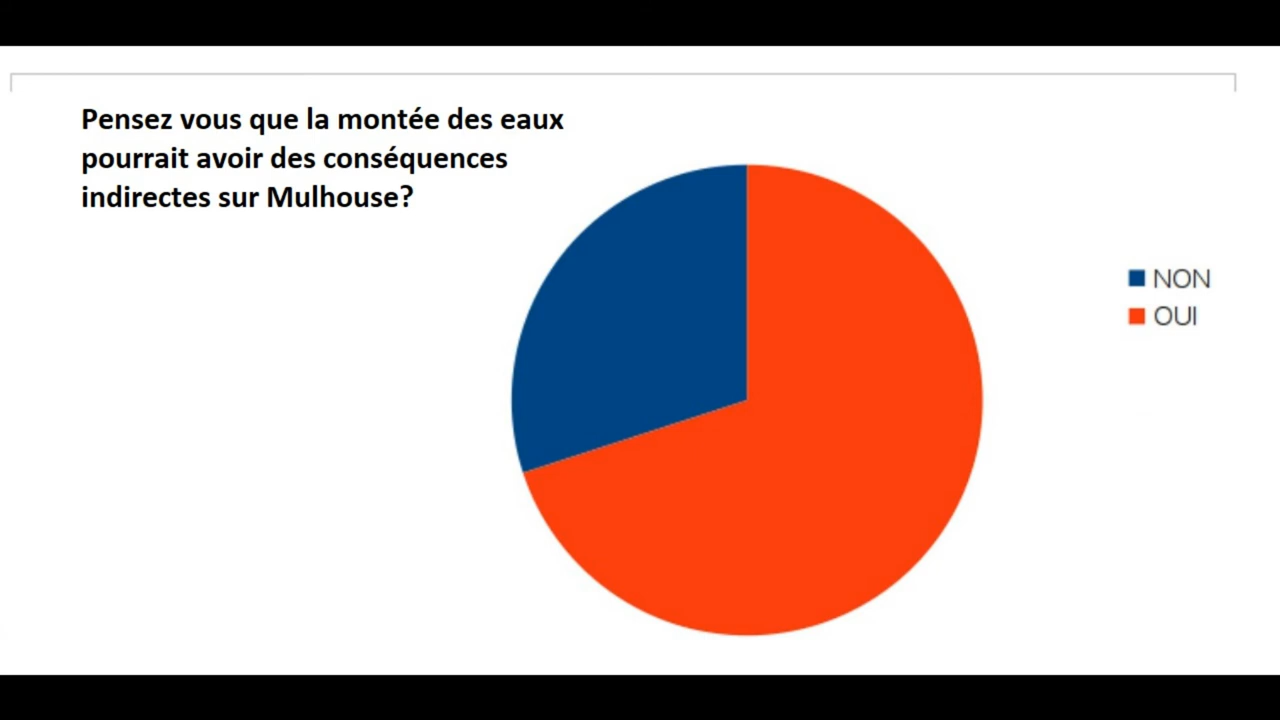 Pensez vous que la montée des eaux
pourrait avoir des conséquences
indirectes sur Mulhouse?
NON
OUI